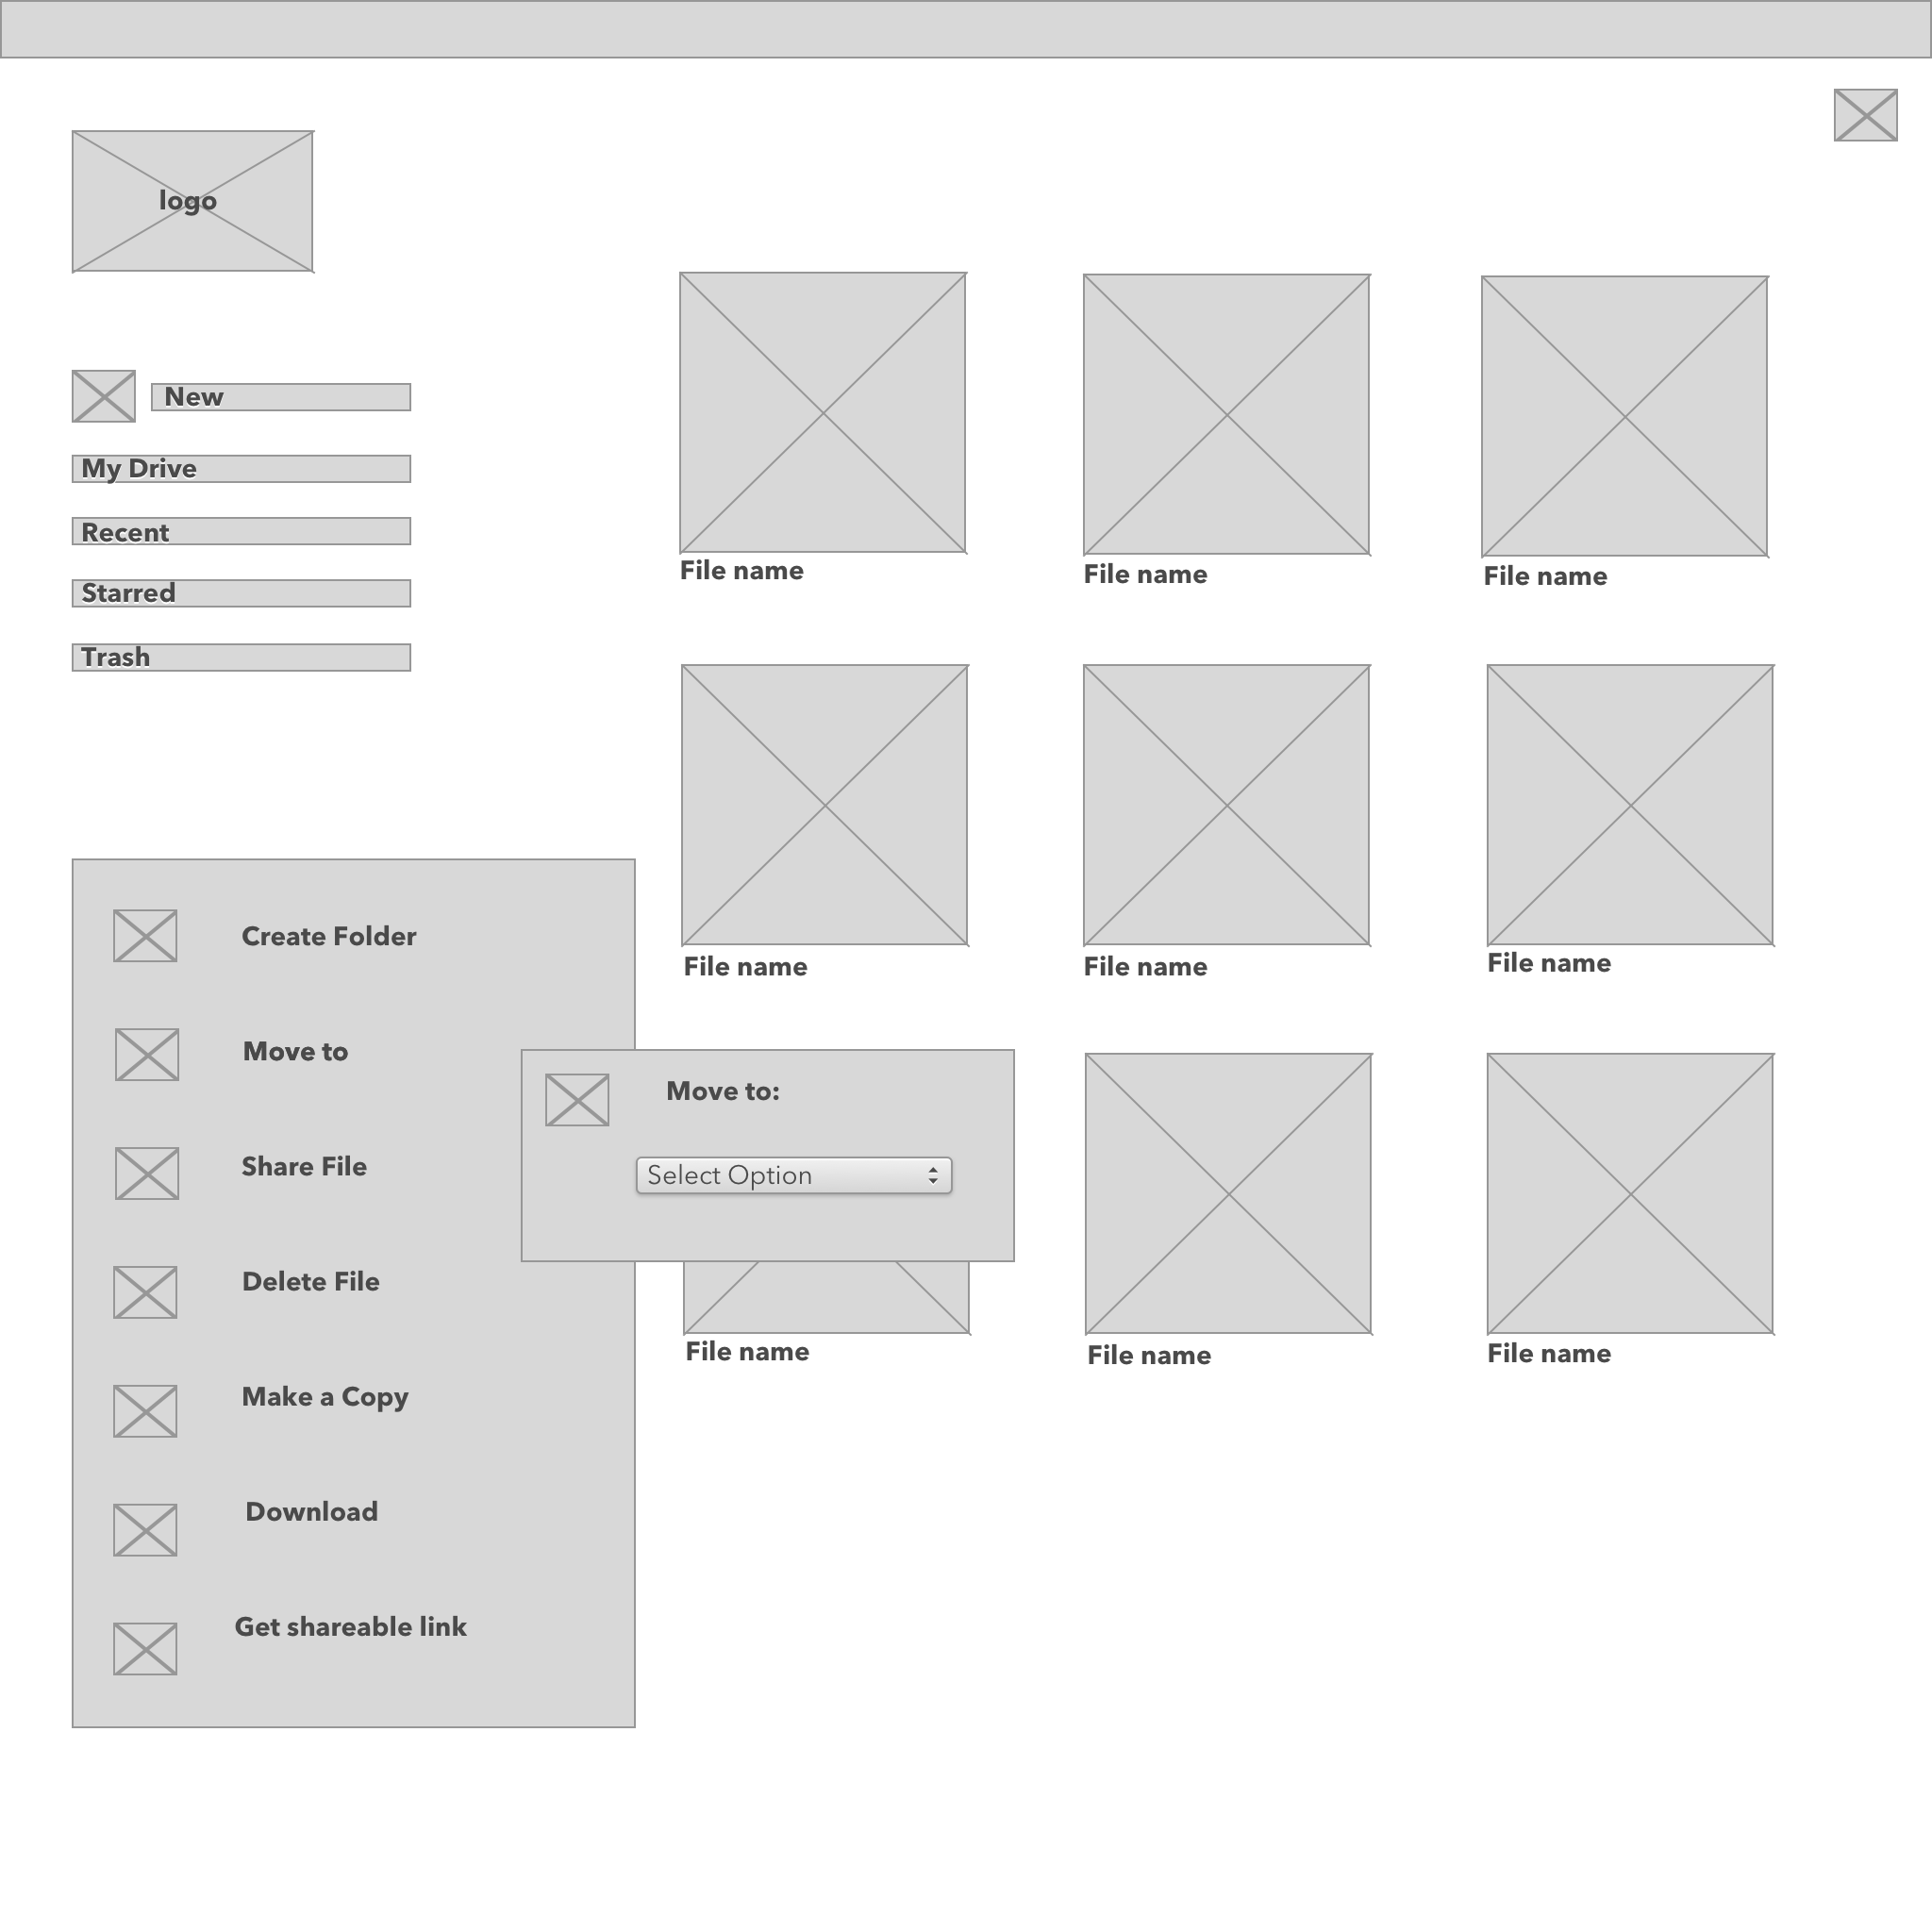 logo
New
My Drive
Recent
Starred
Trash
File name
File name
File name
File name
File name
File name
Create Folder
Move to
Share File
Delete File
Make a Copy
Download
Get shareable link
Move to:
Select Option
File name
File name
File name